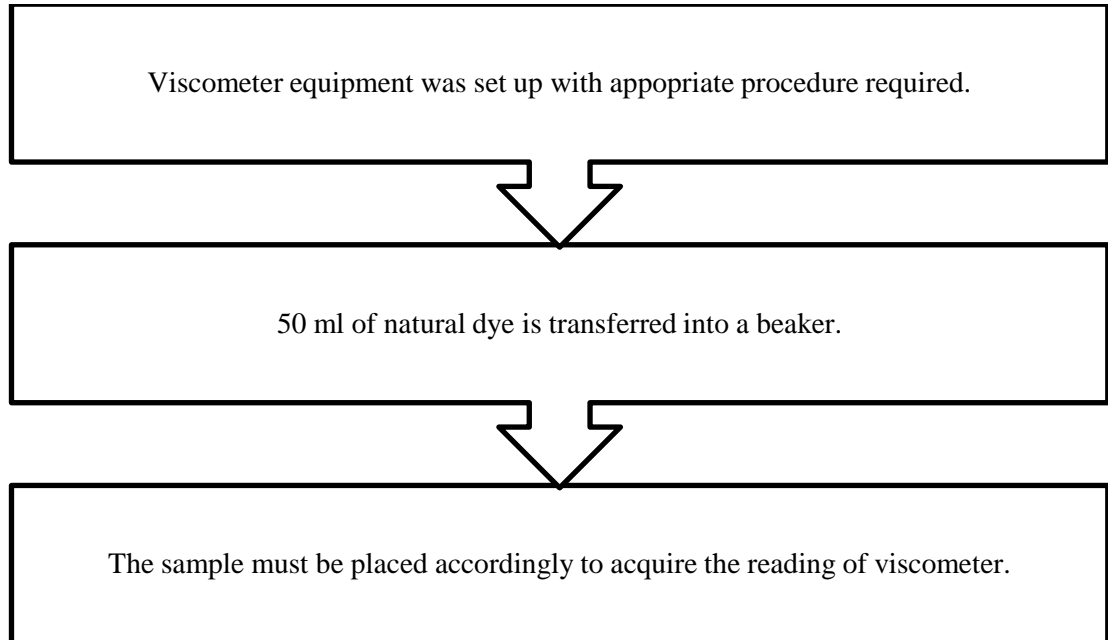 Viscometer equipment was set up with appopriate procedure required.
50 ml of natural dye is transferred into a beaker.
The sample must be placed accordingly to acquire the reading of viscometer.